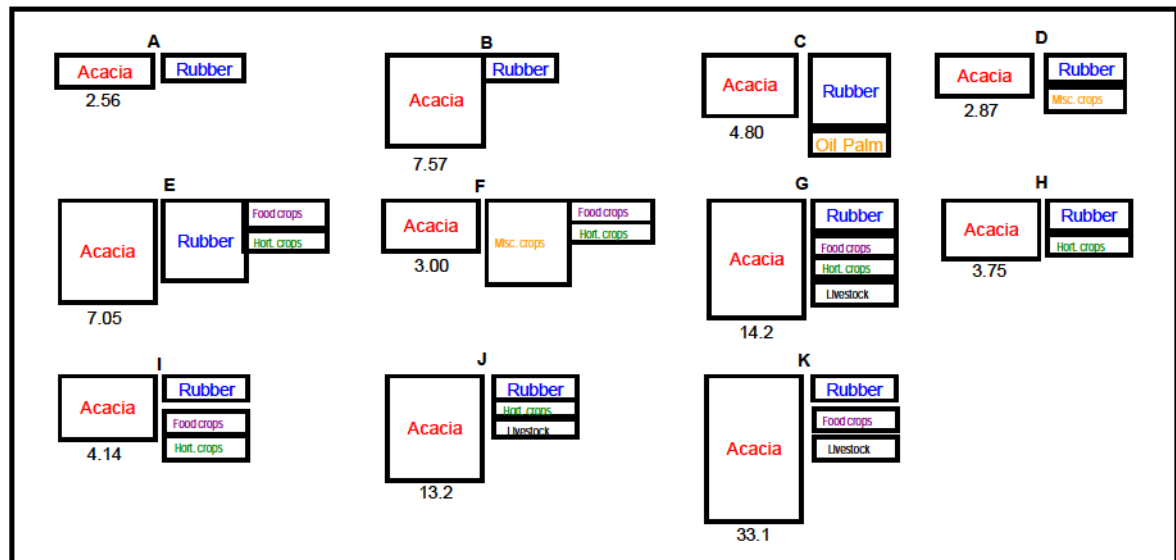 A
Acacia
Rubber
2.56
B
Acacia
Rubber
7.57
C
Acacia
Rubber
Oil Palm
4.80
D
Acacia
Rubber
Misc. crops
2.87
E
Acacia
Rubber
Food crops
Hort. crops
7.05
F
Acacia
Misc. crops
Food crops
Hort. crops
3.00
G
Acacia
Rubber
Food crops
Hort. crops
Livestock
14.2
H
Acacia
Rubber
Hort. crops
3.75
I
Acacia
Rubber
Food crops
Hort. crops
4.14
J
Acacia
Rubber
Hort. crops
Livestock
13.2
K
Acacia
Rubber
Food crops
Livestock
33.1